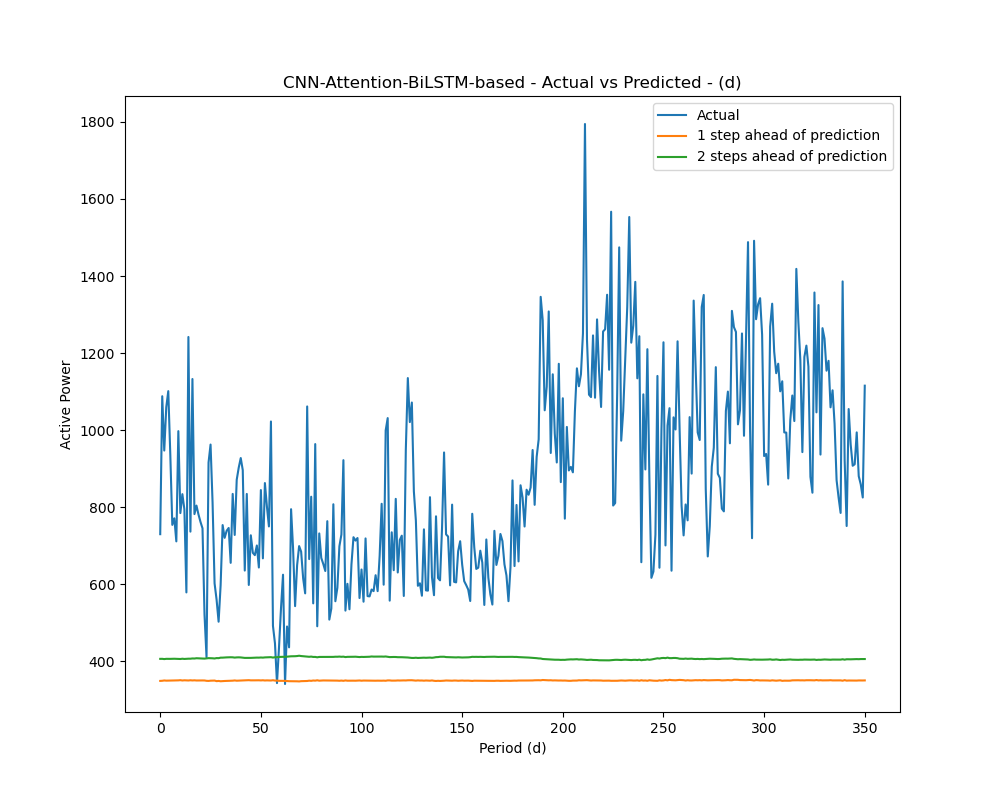 CNN-Attention-BiLSTM-based - Actual vs Predicted - (d)
Actual
1 step ahead of prediction
2 steps ahead of prediction
1800
1600
1400
1200
1000
800
600
400
Active Power
0 50 100 150 200 250 300 350
Period (d)